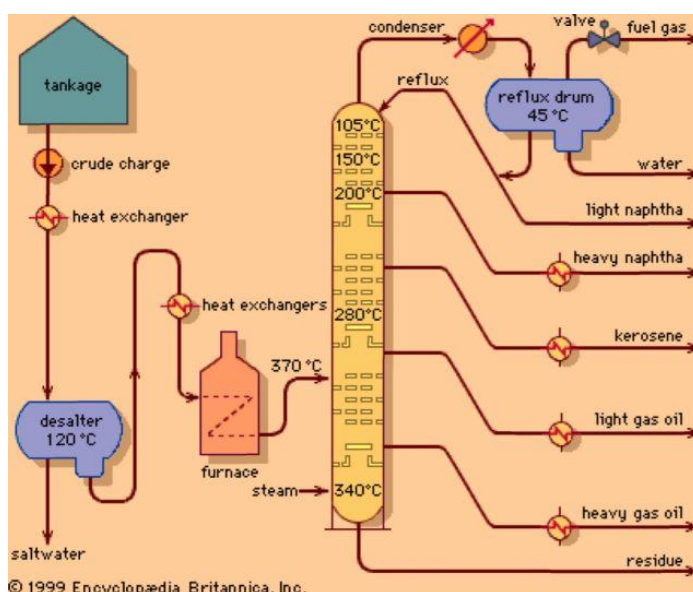 tankage
crude charge
heat exchanger
desalter
120 °C
saltwater
heat exchangers
furnace
370 °C
steam
condenser
reflux
105°C
150°C
200°C
280°C
340°C
valve
fuel gas
reflux drum
45 °C
water
light naphtha
heavy naphtha
kerosene
light gas oil
heavy gas oil
residue
© 1999 Encyclopædia Britannica, Inc.